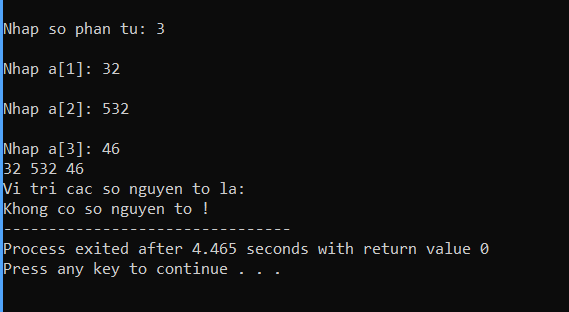 Nhap so phan tu: 3
Nhap a[1]: 32
Nhap a[2]: 532
Nhap a[3]: 46
32 532 46
Vi tri cac so nguyen to la:
Khong co so nguyen to !
--------------------------------
Process exited after 4.465 seconds with return value 0
Press any key to continue . . .